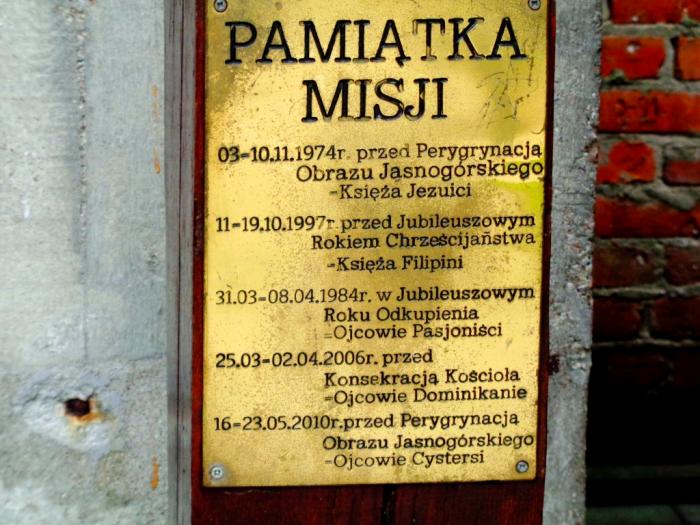 PAMIĄTKA
MISJI
03-10.11.1974r. przed Perygrynacją
Obrazu Jasnogórskiego
-Księża Jezuici
11-19.10.1997r. przed Jubileuszowym
Rokiem Chrześcijaństwa
-Księża Filipini
31.03-08.04.1984r. w Jubileuszowym
Roku Odkupienia
-Ojcowie Pasjoniści
25.03-02.04.2006r. przed
Konsekracją Kościoła
-Ojcowie Dominikanie
16-23.05.2010r.przed Perygrynacją
Obrazu Jasnogórskiego
-Ojcowie Cystersi